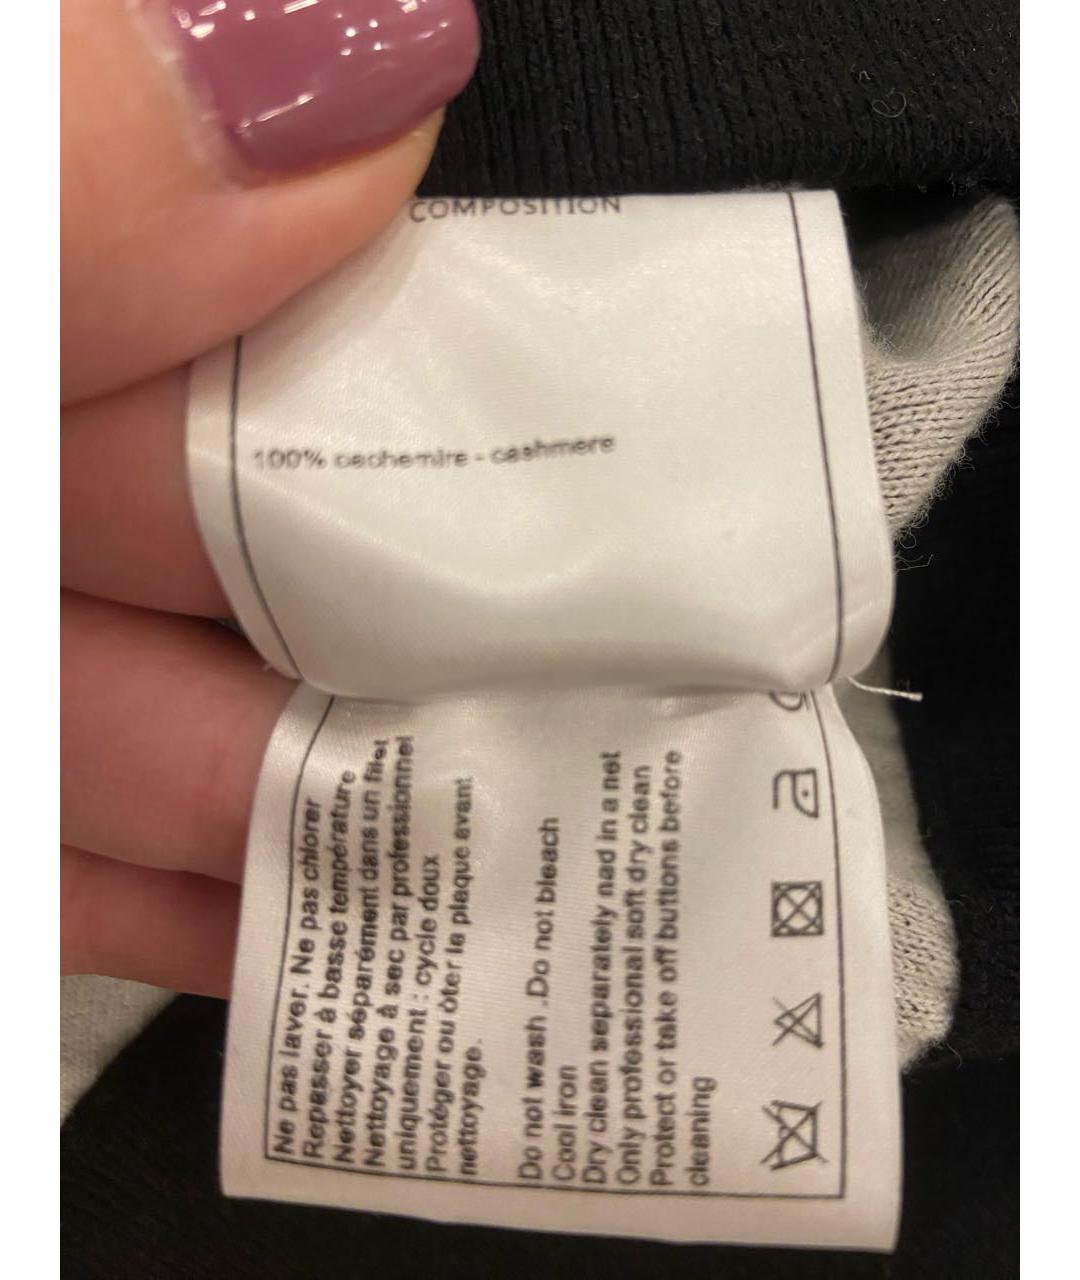 COMPOSITION
100% cachemire - cashmere
Ne pas laver. Ne pas chlorer
Repasser à basse température
Nettoyer séparément dans un filet
Nettoyage à sec par professionnel
uniquement : cycle doux
Protéger ou ôter la plaque avant
nettoyage.
Do not wash .Do not bleach
Cool iron
Dry clean separately nad in a net
Only professional soft dry clean
Protect or take off buttons before
cleaning